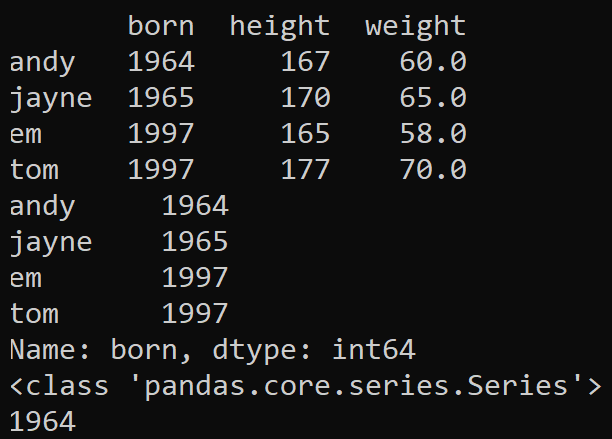 born  height  weight
andy   1964     167    60.0
jayne  1965     170    65.0
em     1997     165    58.0
tom    1997     177    70.0
andy     1964
jayne    1965
em       1997
tom      1997
Name: born, dtype: int64
<class 'pandas.core.series.Series'>
1964